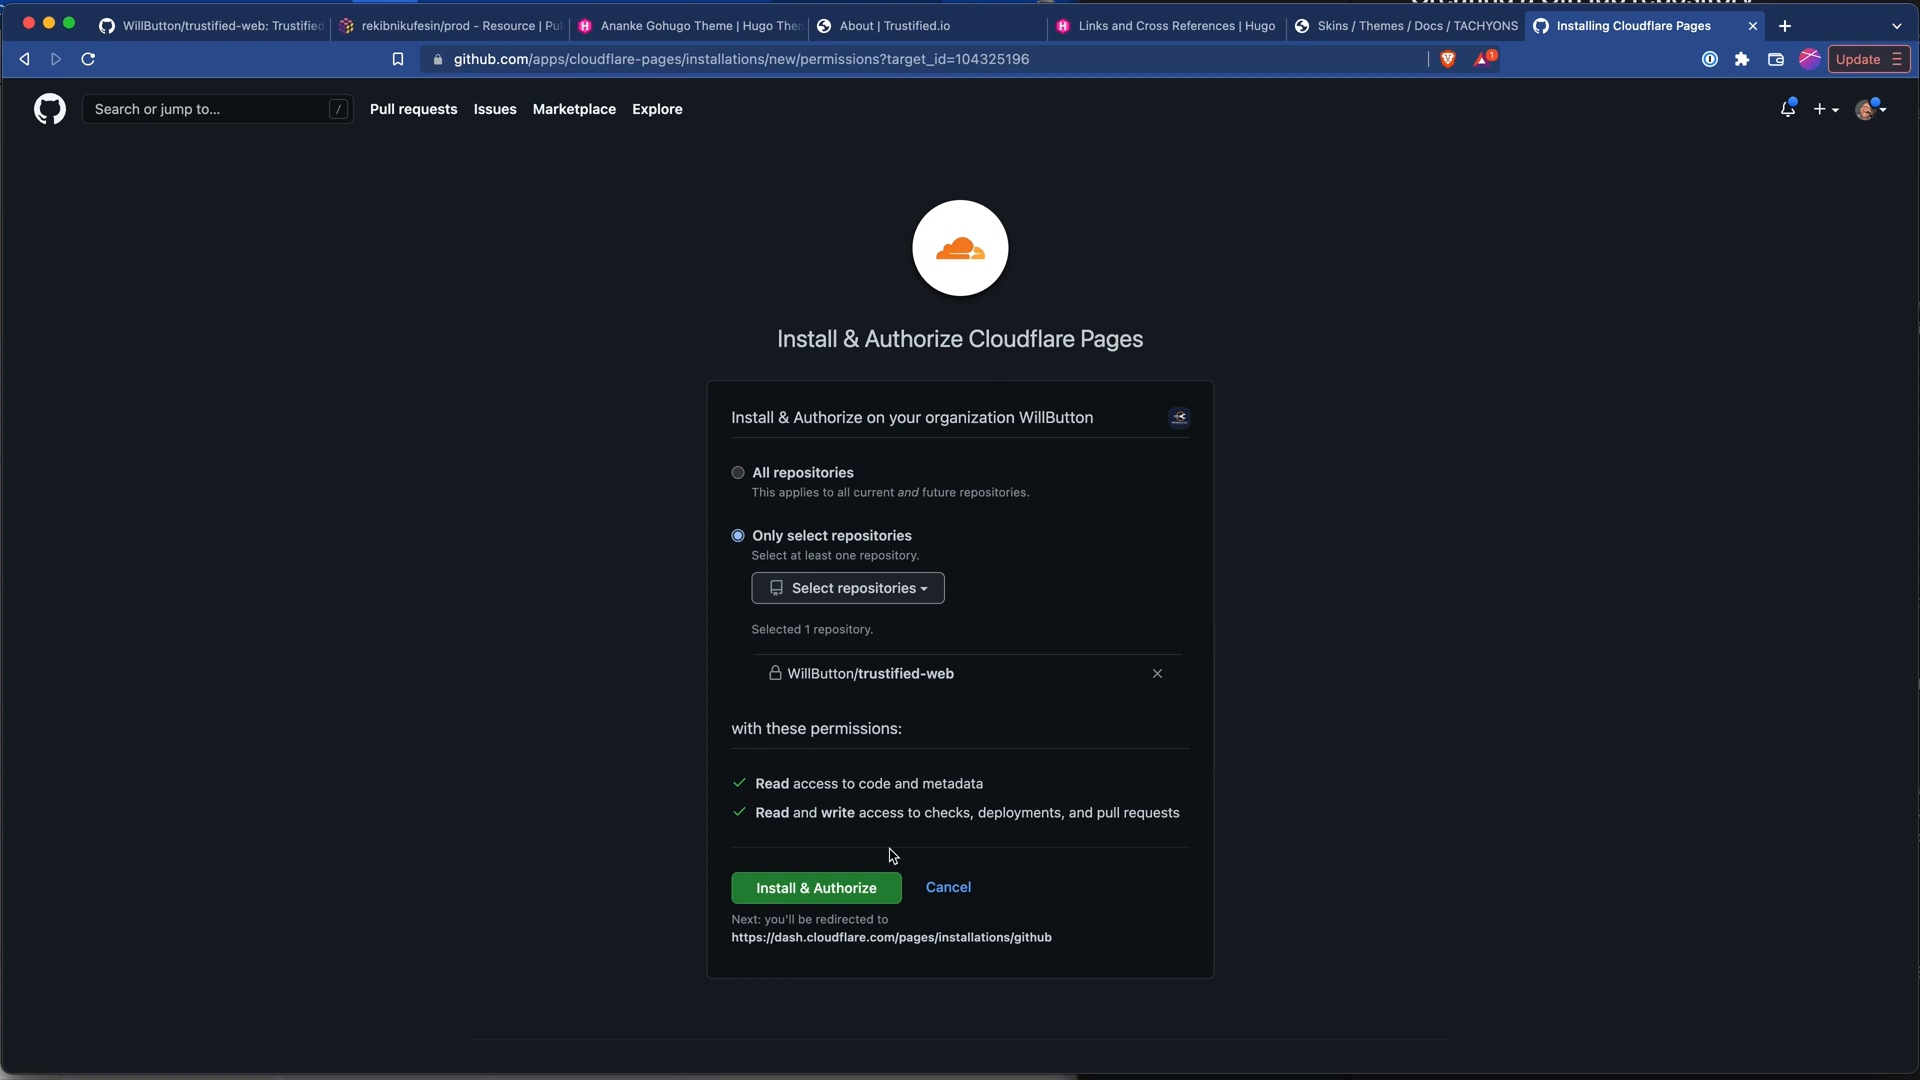 WillButton/trustified-web: Trustified
rekibnikufesin/prod - Resource | Pul
Ananke Gohugo Theme | Hugo The
About | Trustified.io
Links and Cross References | Hugo
Skins / Themes / Docs / TACHYONS
Installing Cloudflare Pages
github.com/apps/cloudflare-pages/installations/new/permissions?target_id=104325196
1
Update
Search or jump to...
/
Pull requests
Issues
Marketplace
Explore
Install & Authorize Cloudflare Pages
Install & Authorize on your organization WillButton
All repositories
This applies to all current and future repositories.
Only select repositories
Select at least one repository.
Select repositories
Selected 1 repository.
WillButton/trustified-web
with these permissions:
Read access to code and metadata
Read and write access to checks, deployments, and pull requests
Install & Authorize
Cancel
Next: you'll be redirected to
https://dash.cloudflare.com/pages/installations/github